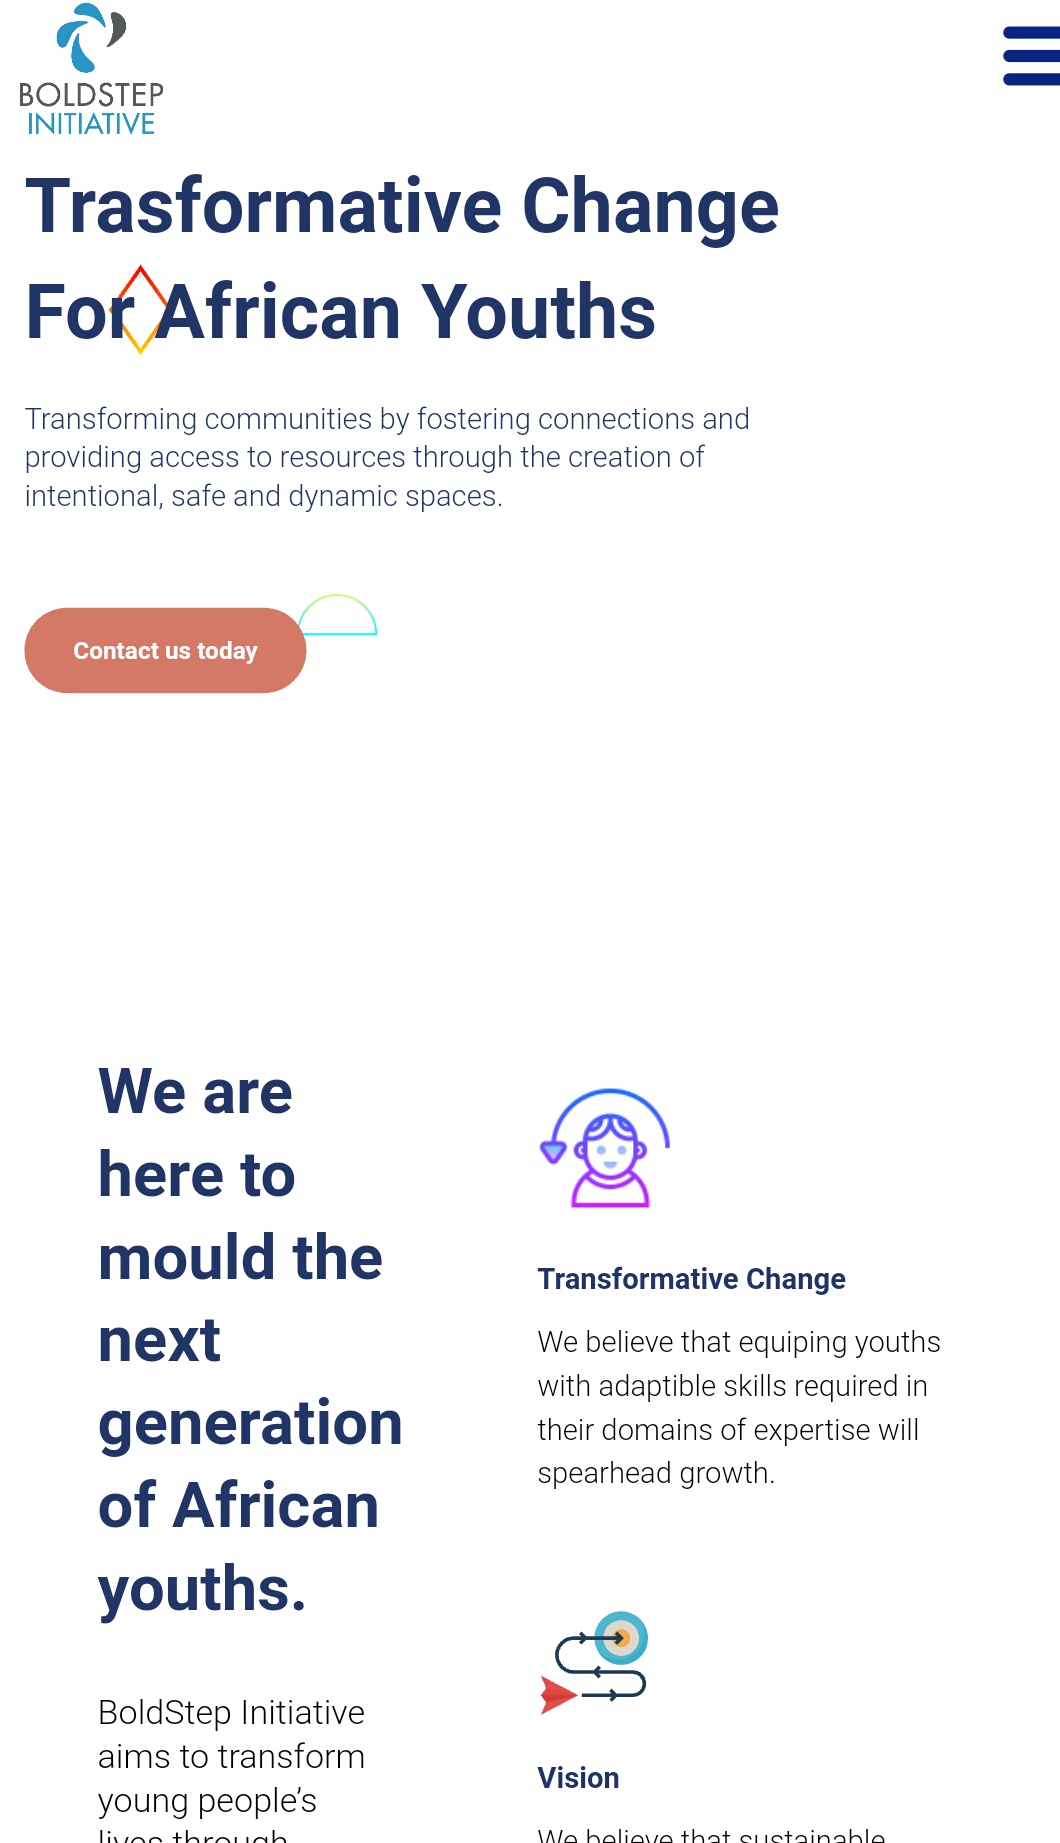 BOLDSTEP
INITIATIVE
Trasformative Change
For African Youths
Transforming communities by fostering connections and
providing access to resources through the creation of
intentional, safe and dynamic spaces.
Contact us today
We are
here to
mould the
next
generation
of African
youths.
BoldStep Initiative
aims to transform
young people’s
lives through
Transformative Change
We believe that equiping youths
with adaptible skills required in
their domains of expertise will
spearhead growth.
Vision
We believe that sustainable